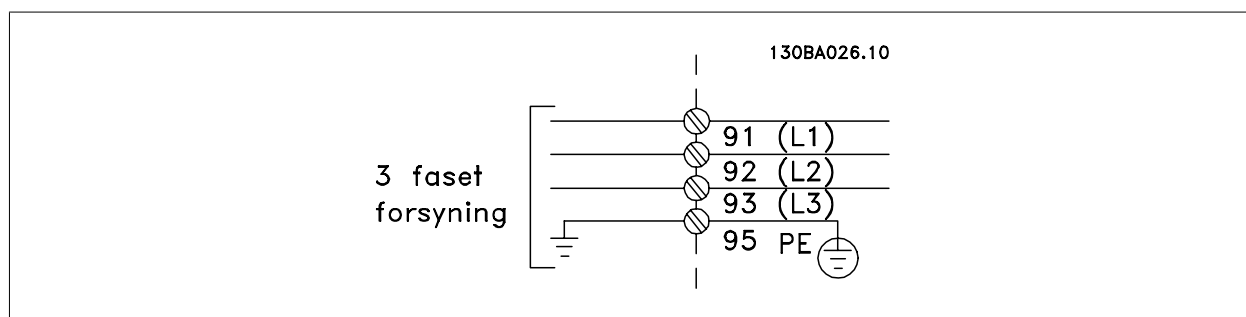 130BA026.10
91 (L1)
92 (L2)
93 (L3)
95 PE
3 faset
forsyning